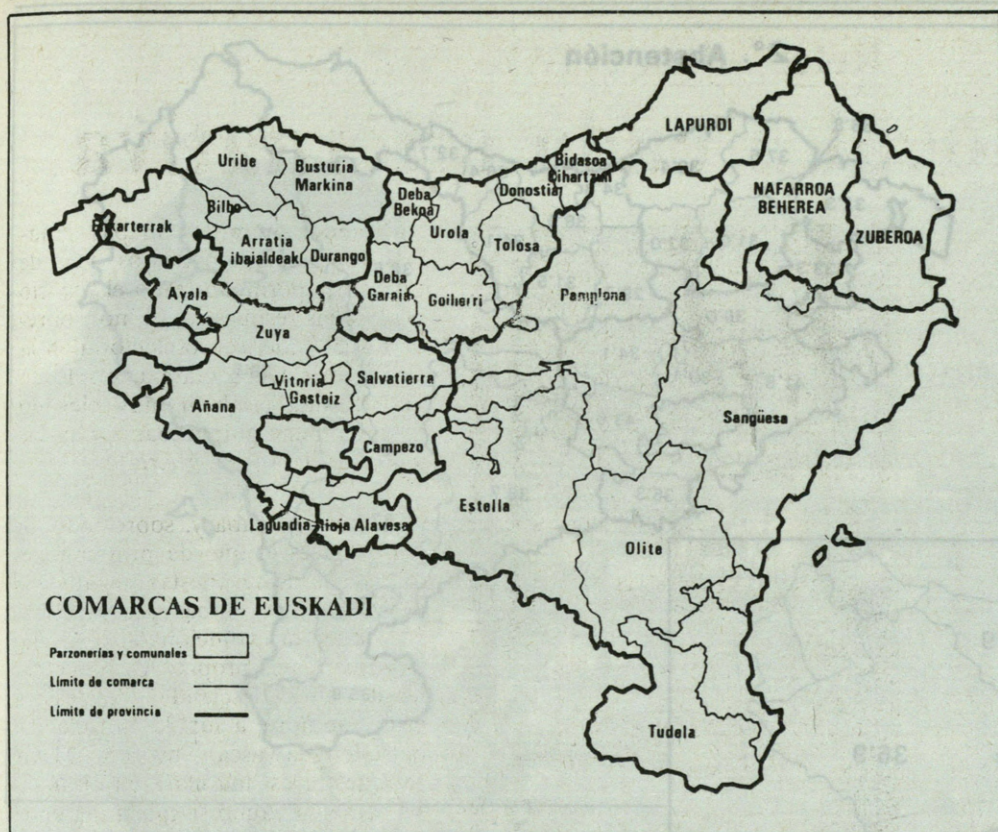 LAPURDI
Uribe
Busturia
Markina
Bidasoa
Oihartzun
Deba
Bekoa
Donostia
NAFARROA
BEHEREA
Bilbo
Urola
Enkarterrak
Arratia
ibaialdeak
Durango
Tolosa
ZUBEROA
Ayala
Deba
Garaia
Goiherri
Pamplona
Zuya
Vitoria
Gasteiz
Salvatierra
Añana
Sangüesa
Campezo
Estella
Laguadia-Rioja Alavesa
Olite
COMARCAS DE EUSKADI
Parzonerías y comunales
Límite de comarca
Límite de provincia
Tudela